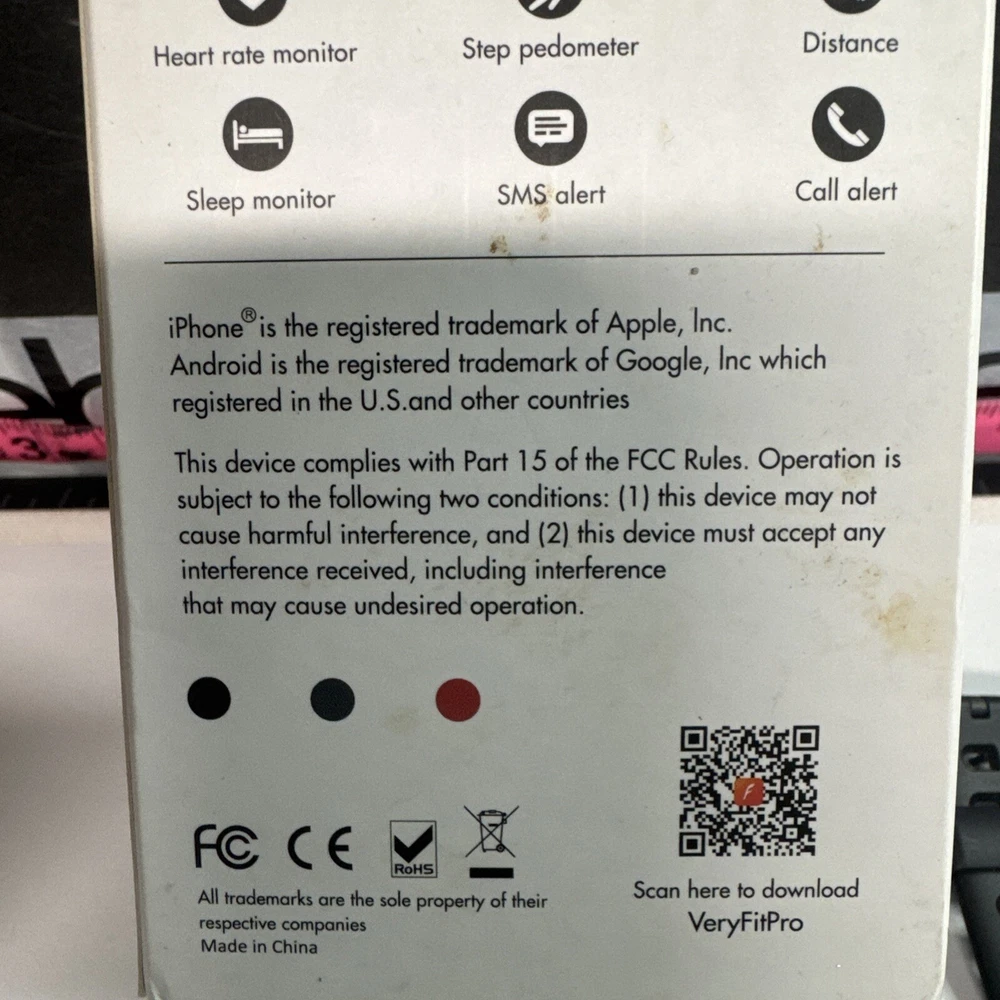 Heart rate monitor Step pedometer Distance
Sleep monitor SMS alert Call alert
iPhone® is the registered trademark of Apple, Inc.
Android is the registered trademark of Google, Inc which
registered in the U.S.and other countries
This device complies with Part 15 of the FCC Rules. Operation is
subject to the following two conditions: (1) this device may not
cause harmful interference, and (2) this device must accept any
interference received, including interference
that may cause undesired operation.
FC CE RoHS
All trademarks are the sole property of their
respective companies
Made in China
Scan here to download
VeryFitPro
3